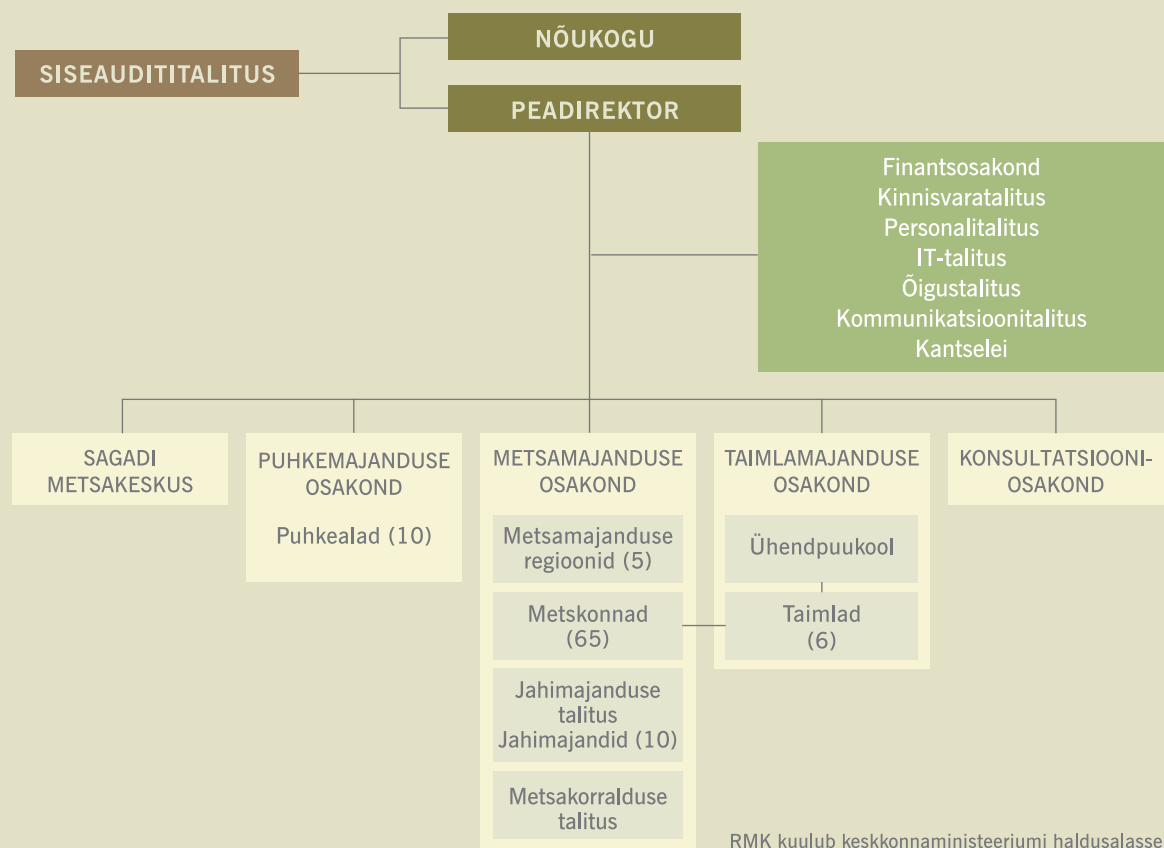 NÕUKOGU
SISEAUDITITALITUS
PEADIREKTOR
Finantsosakond
Kinnisvaratalitus
Personalitalitus
IT-talitus
Õigustalitus
Kommunikatsioonitalitus
Kantselei
SAGADI
METSAKESKUS
PUHKEMAJANDUSE
OSAKOND
Puhkealad (10)
METSAMAJANDUSE
OSAKOND
Metsamajanduse
regioonid (5)
Metskonnad
(65)
Jahimajanduse
talitus
Jahimajandid (10)
Metsakorralduse
talitus
TAIMLAMAJANDUSE
OSAKOND
Ühendpuukool
Taimlad
(6)
KONSULTATSIOONI-
OSAKOND
RMK kuulub keskkonnaministeeriumi haldusalasse